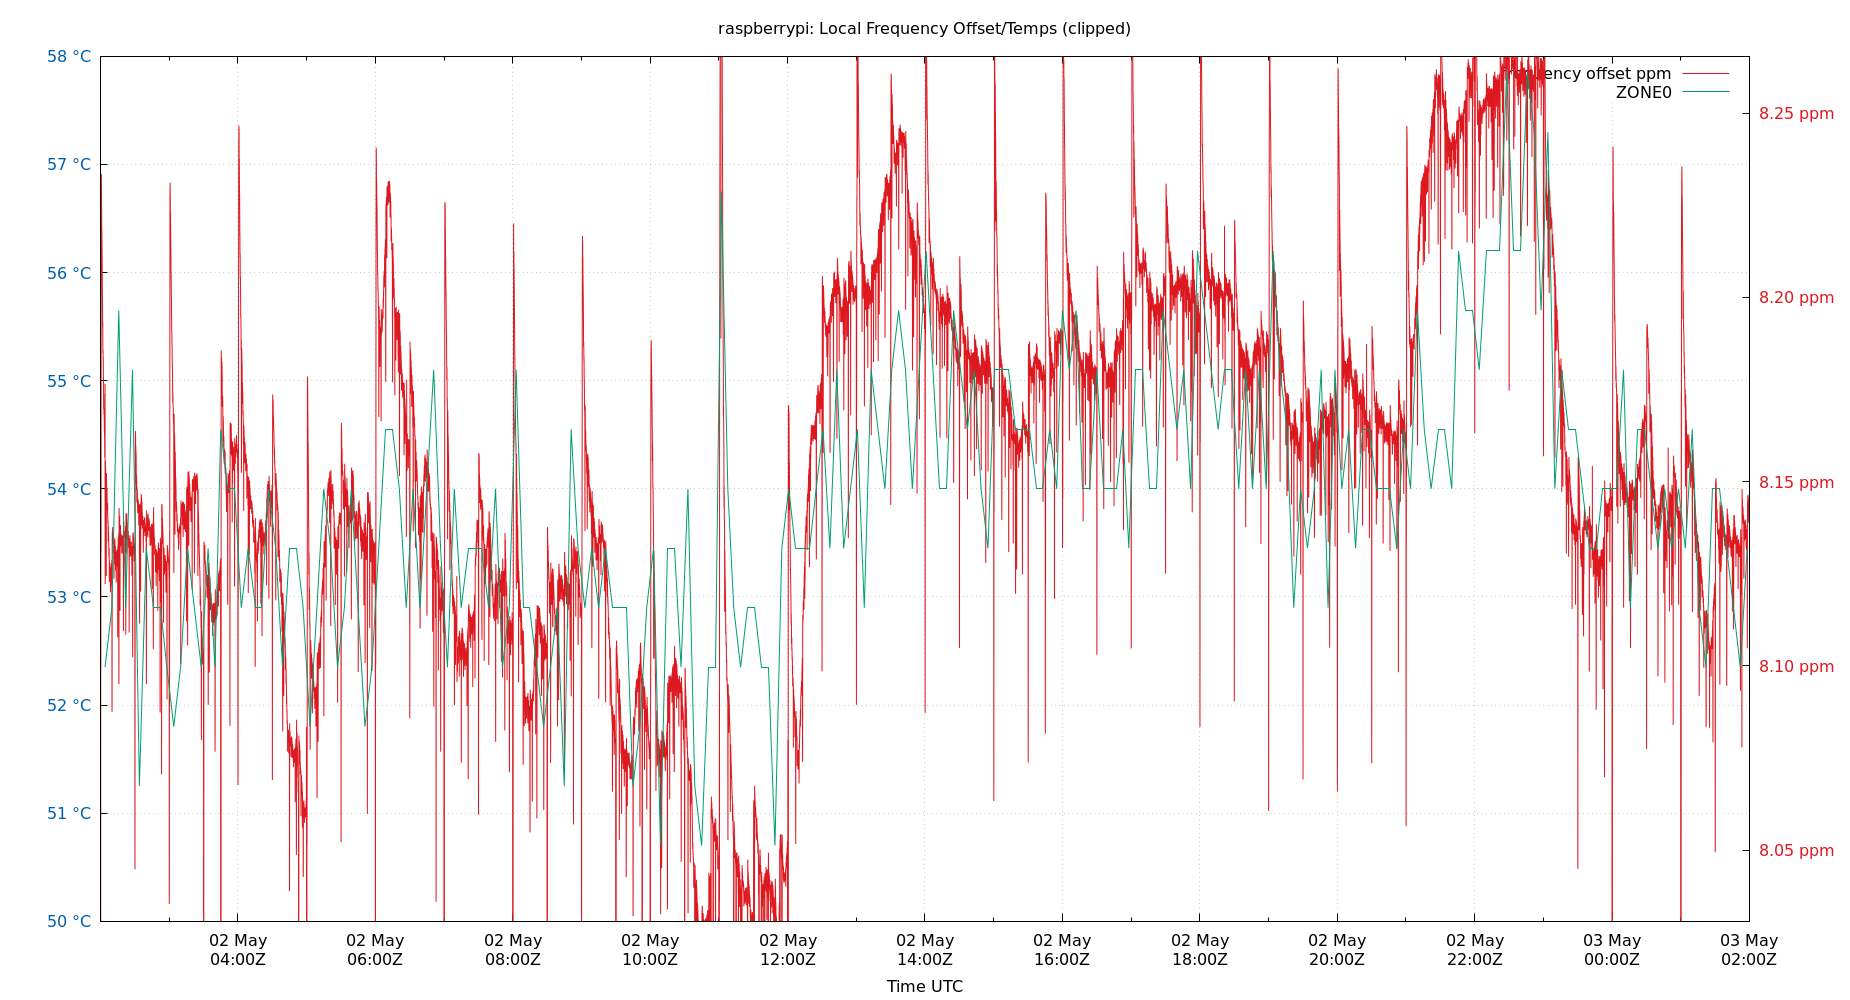 raspberrypi: Local Frequency Offset/Temps (clipped)
58 °C
57 °C
56 °C
55 °C
54 °C
53 °C
52 °C
51 °C
50 °C
frequency offset ppm
ZONE0
8.25 ppm
8.20 ppm
8.15 ppm
8.10 ppm
8.05 ppm
02 May
04:00Z
02 May
06:00Z
02 May
08:00Z
02 May
10:00Z
02 May
12:00Z
02 May
14:00Z
02 May
16:00Z
02 May
18:00Z
02 May
20:00Z
02 May
22:00Z
03 May
00:00Z
03 May
02:00Z
Time UTC